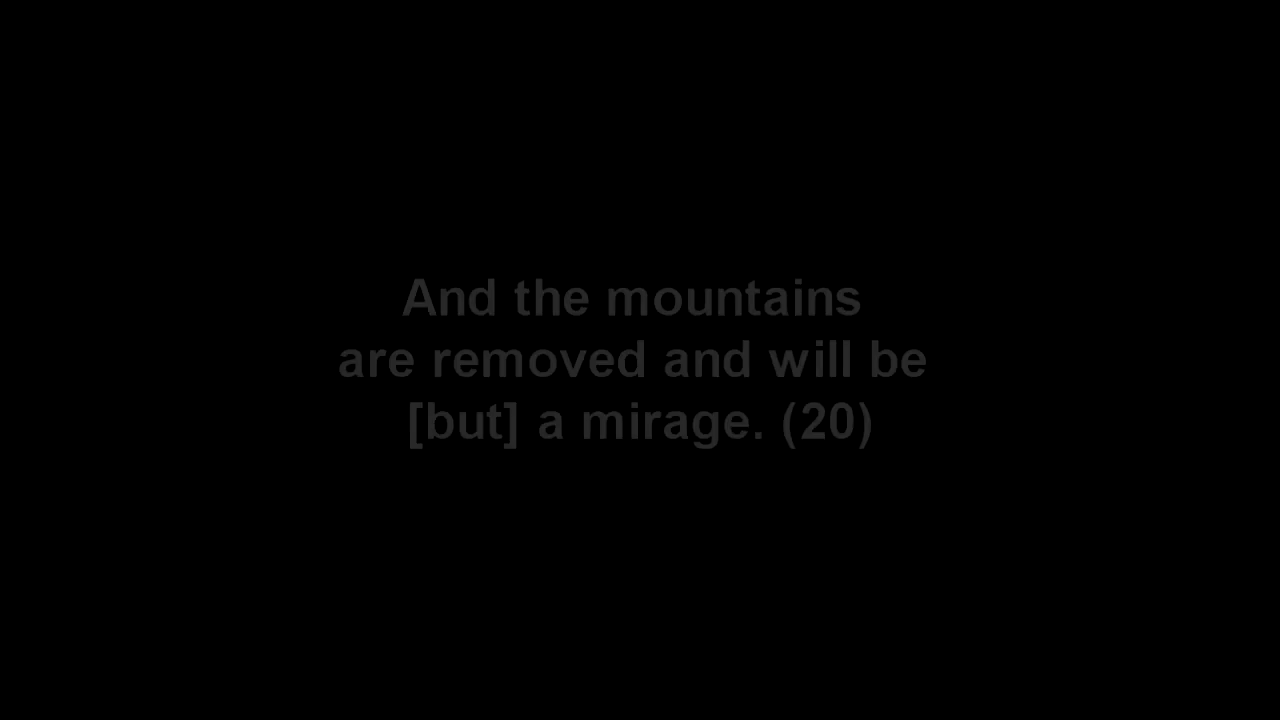 And the mountains
are removed and will be
[but] a mirage. (20)